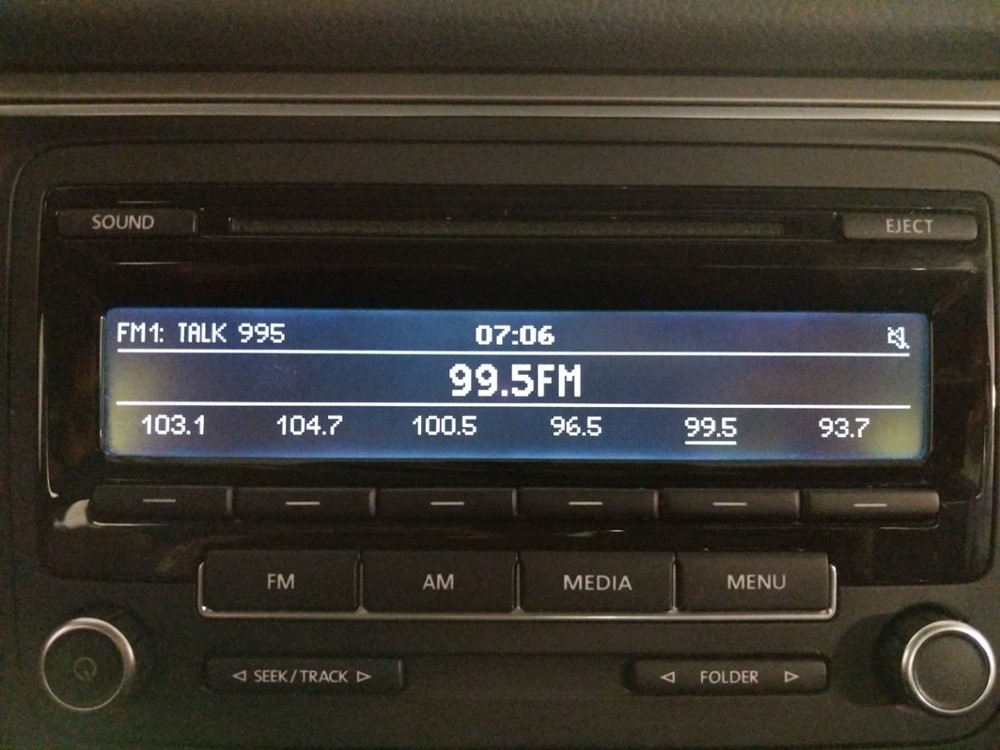 SOUND EJECT
FM1: TALK 995 07:06
99.5FM
103.1 104.7 100.5 96.5 99.5 93.7
FM AM MEDIA MENU
SEEK/TRACK FOLDER